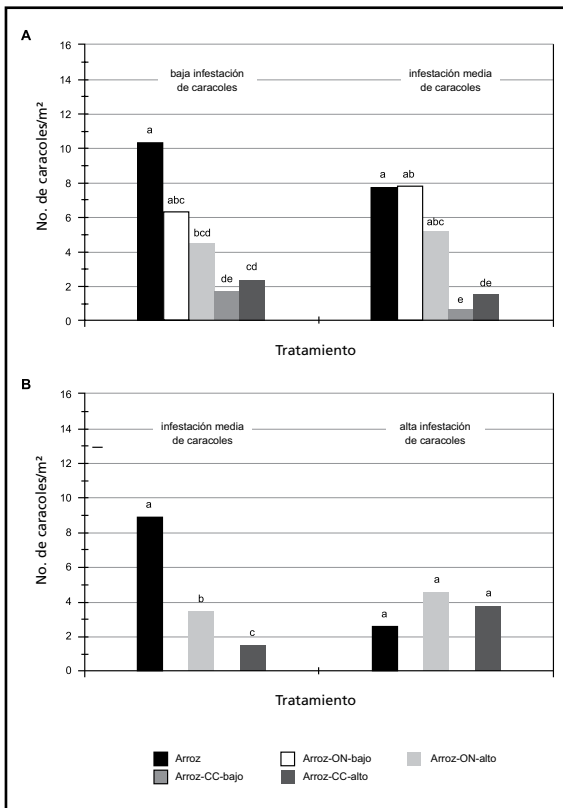 A
16
14
12
10
8
6
4
2
0
No. de caracoles/m²
baja infestación
de caracoles
infestación media
de caracoles
a
abc
bcd
de
cd
a
ab
abc
e
de
Tratamiento
B
16
14
12
10
8
6
4
2
0
No. de caracoles/m²
infestación media
de caracoles
alta infestación
de caracoles
a
b
c
a
a
a
Tratamiento
Arroz
Arroz-ON-bajo
Arroz-ON-alto
Arroz-CC-bajo
Arroz-CC-alto